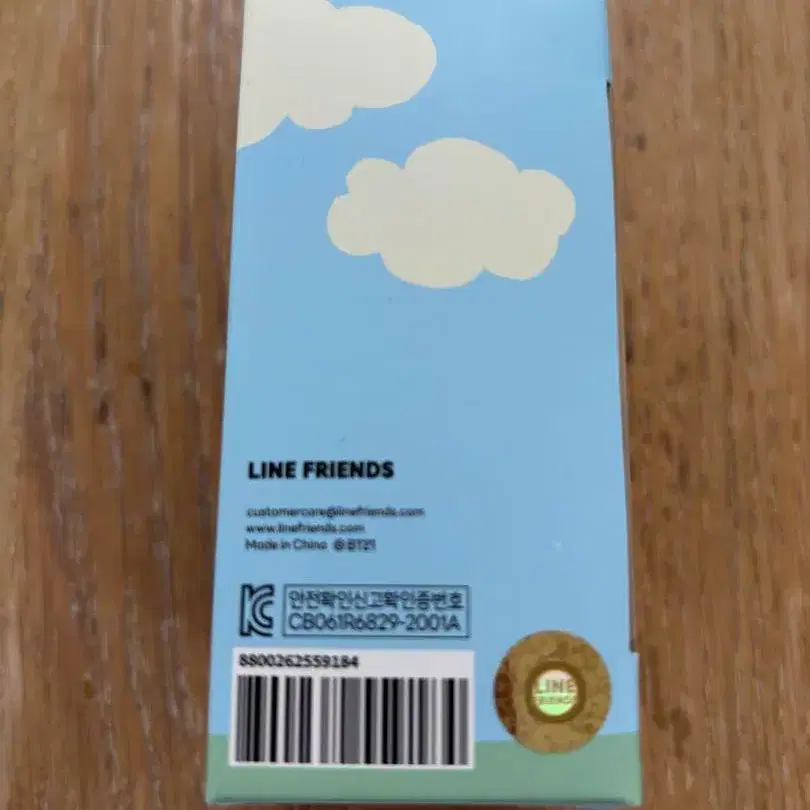 LINE FRIENDS
customercare@linefriends.com
www.linefriends.com
Made in China @BT21
안전확인신고확인증번호
CB061R6829-2001A
8800262559184
LINE
FRIENDS